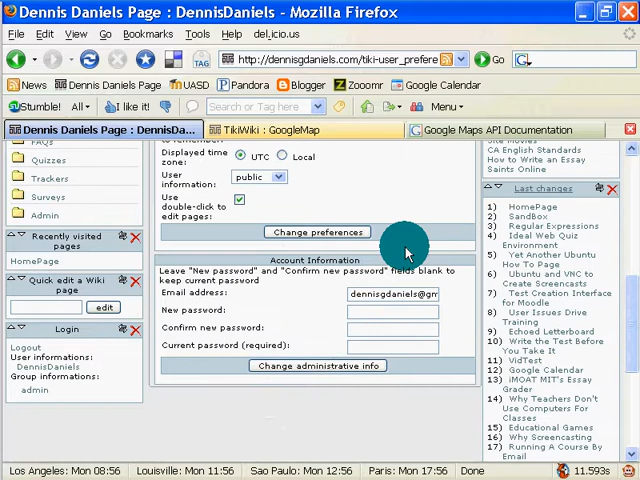 Dennis Daniels Page : DennisDaniels - Mozilla Firefox
File Edit View Go Bookmarks Tools del.icio.us
TAG http://dennisgdaniels.com/tiki-user_prefere Go
News Dennis Daniels Page UASD Pandora Blogger Zooomr Google Calendar
Stumble! All I like it! Search or Tag here Menu
Dennis Daniels Page : DennisDa... TikiWiki : GoogleMap Google Maps API Documentation
FAQs
Quizzes
Trackers
Surveys
Admin
Recently visited
pages
HomePage
Quick edit a Wiki
page
edit
Login
Logout
User informations:
DennisDaniels
Group informations:
admin
to remember:
Displayed time
zone:
UTC Local
User
information:
public
Use
double-click to
edit pages:
Change preferences
Account Information
Leave "New password" and "Confirm new password" fields blank to
keep current password
Email address: dennisgdaniels@gm
New password:
Confirm new password:
Current password (required):
Change administrative info
Site Movies
CA English Standards
How to Write an Essay
Saints Online
Last changes
1) HomePage
2) SandBox
3) Regular Expressions
4) Ideal Web Quiz
Environment
5) Yet Another Ubuntu
How To Page
6) Ubuntu and VNC to
Create Screencasts
7) Test Creation Interface
for Moodle
8) User Issues Drive
Training
9) Echoed Letterboard
10) Write the Test Before
You Take It
11) VidTest
12) Google Calendar
13) iMOAT MIT's Essay
Grader
14) Why Teachers Don't
Use Computers For
Classes
15) Educational Games
16) Why Screencasting
17) Running A Course By
Email
Los Angeles: Mon 08:56 Louisville: Mon 11:56 Sao Paulo: Mon 12:56 Paris: Mon 17:56 Done 11.593s